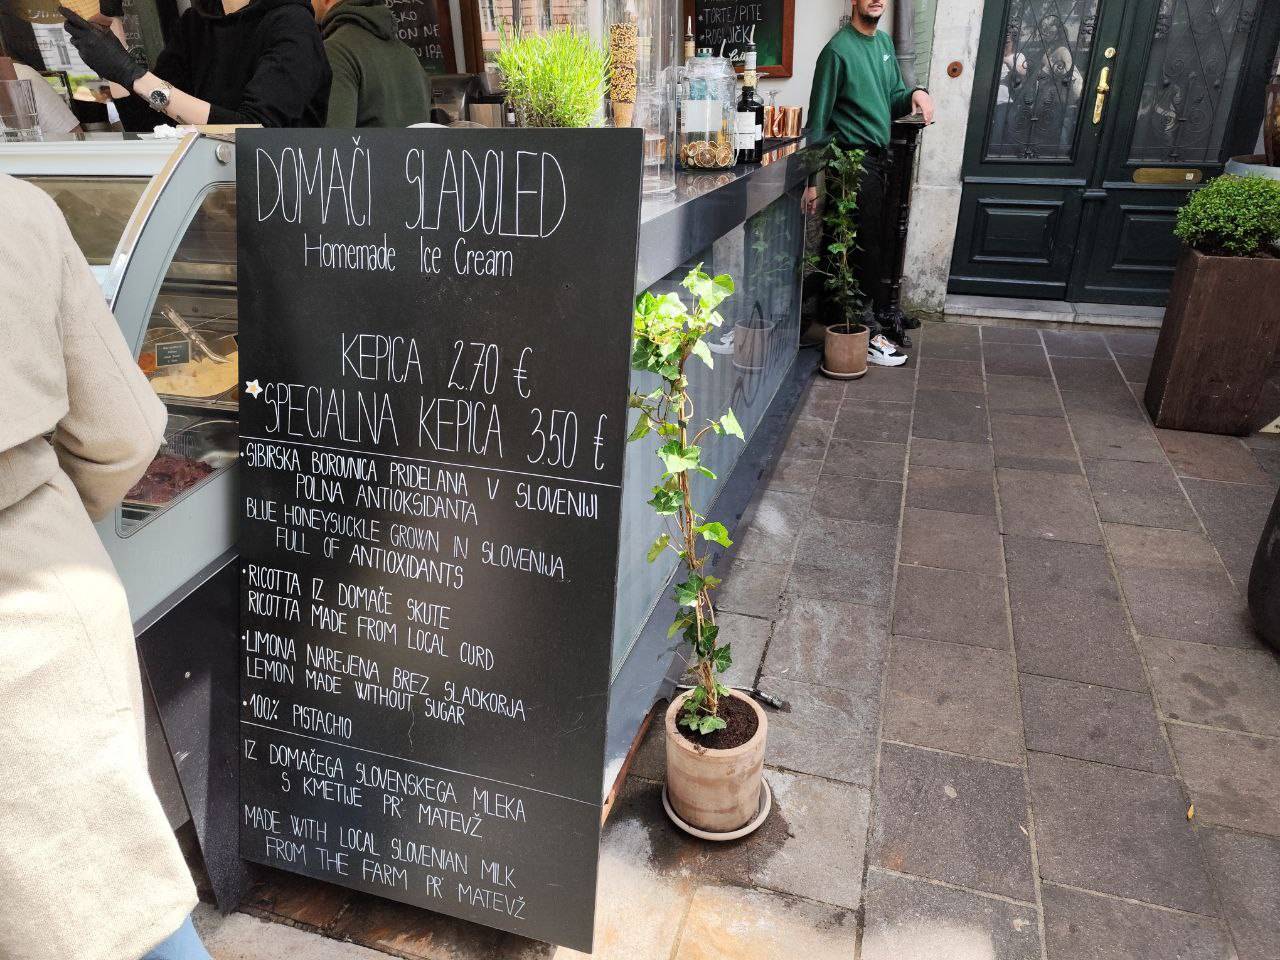 TORTE/PITE
ROGLJIČKI
DOMAČI SLADOLED
Homemade Ice Cream
KEPICA 2.70 €
SPECIALNA KEPICA 3.50 €
• SIBIRSKA BOROVNICA PRIDELANA V SLOVENIJI
POLNA ANTIOKSIDANTA
BLUE HONEYSUCKLE GROWN IN SLOVENIJA
FULL OF ANTIOXIDANTS
• RICOTTA IZ DOMAČE SKUTE
RICOTTA MADE FROM LOCAL CURD
• LIMONA NAREJENA BREZ SLADKORJA
LEMON MADE WITHOUT SUGAR
• 100% PISTACHIO
IZ DOMAČEGA SLOVENSKEGA MLEKA
S KMETIJE PR' MATEVŽ
MADE WITH LOCAL SLOVENIAN MILK
FROM THE FARM PR' MATEVŽ